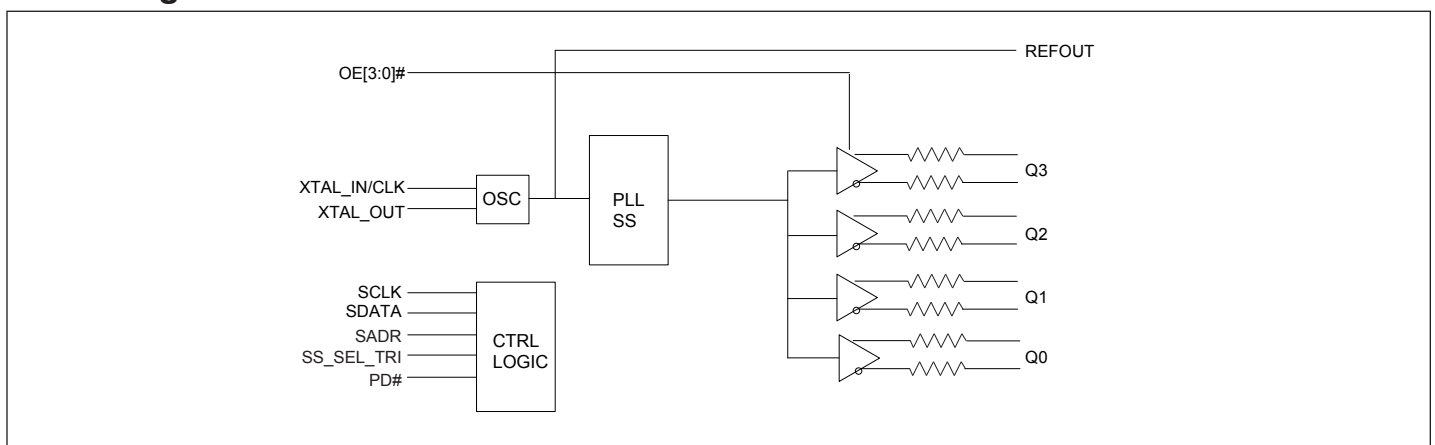 REFOUT
OE[3:0]#
Q3
XTAL_IN/CLK
XTAL_OUT
OSC
PLL
SS
Q2
SCLK
SDATA
SADR
SS_SEL_TRI
PD#
CTRL
LOGIC
Q1
Q0